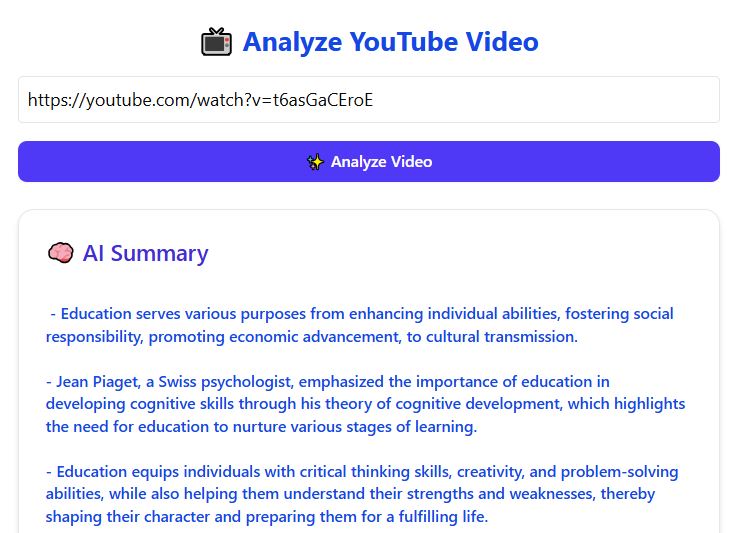 📺 Analyze YouTube Video
https://youtube.com/watch?v=t6asGaCEroE
✨ Analyze Video
🧠 AI Summary
- Education serves various purposes from enhancing individual abilities, fostering social
responsibility, promoting economic advancement, to cultural transmission.
- Jean Piaget, a Swiss psychologist, emphasized the importance of education in
developing cognitive skills through his theory of cognitive development, which highlights
the need for education to nurture various stages of learning.
- Education equips individuals with critical thinking skills, creativity, and problem-solving
abilities, while also helping them understand their strengths and weaknesses, thereby
shaping their character and preparing them for a fulfilling life.